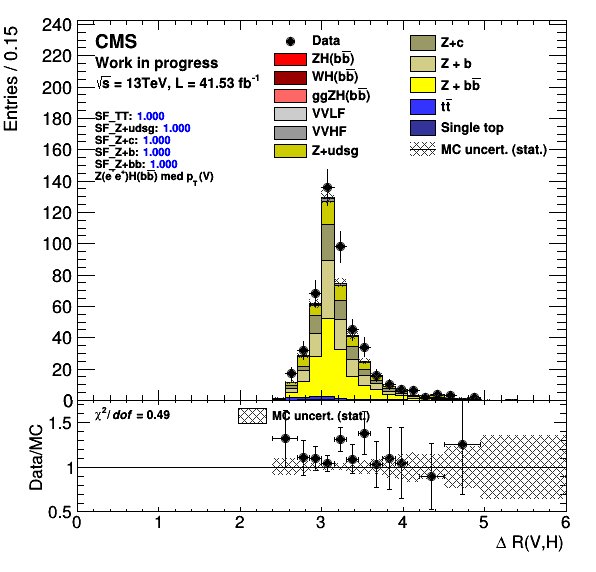 Entries / 0.15
240
220
200
180
160
140
120
100
80
60
40
20
0
CMS
Work in progress
√s = 13TeV, L = 41.53 fb⁻¹
SF_TT: 1.000
SF_Z+udsg: 1.000
SF_Z+c: 1.000
SF_Z+b: 1.000
SF_Z+bb: 1.000
Z(e⁻e⁺)H(bb̅) med p_T(V)
Data
ZH(bb̅)
WH(bb̅)
ggZH(bb̅)
VVLF
VVHF
Z+udsg
Z+c
Z + b
Z + bb̅
tt̅
Single top
MC uncert. (stat.)
Data/MC
1.5
1
0.5
χ²/dof = 0.49
MC uncert. (stat)
0 1 2 3 4 5 6
Δ R(V,H)